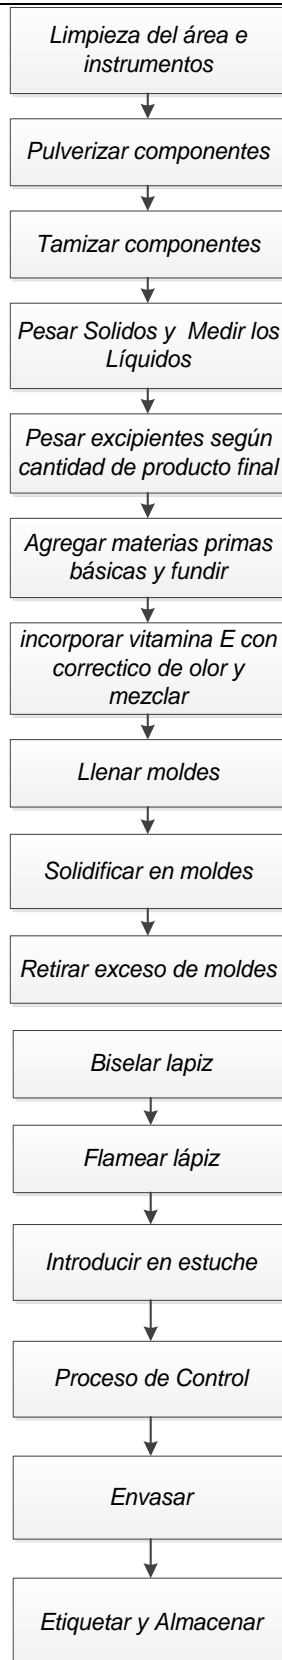 Limpieza del área e
instrumentos
Pulverizar componentes
Tamizar componentes
Pesar Solidos y Medir los
Líquidos
Pesar excipientes según
cantidad de producto final
Agregar materias primas
básicas y fundir
incorporar vitamina E con
correctico de olor y
mezclar
Llenar moldes
Solidificar en moldes
Retirar exceso de moldes
Biselar lapiz
Flamear lápiz
Introducir en estuche
Proceso de Control
Envasar
Etiquetar y Almacenar